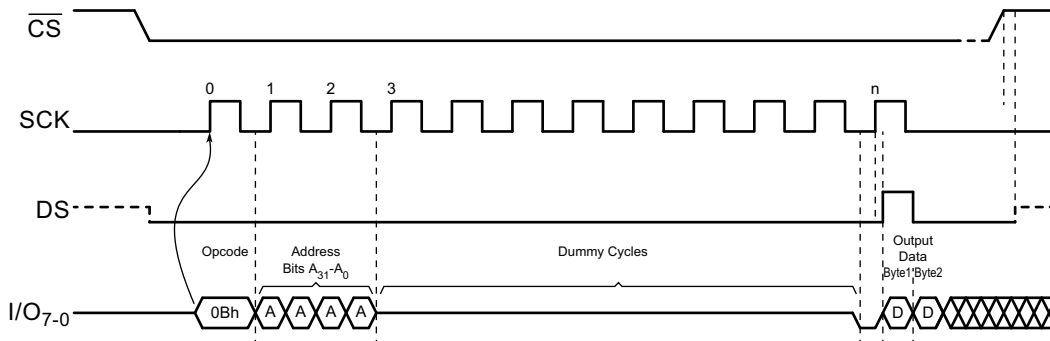 CS
0 1 2 3 n
SCK
DS
Opcode
Address
Bits A31-A0
Dummy Cycles
Output
Data
Byte1 Byte2
I/O7-0
0Bh A A A A D D